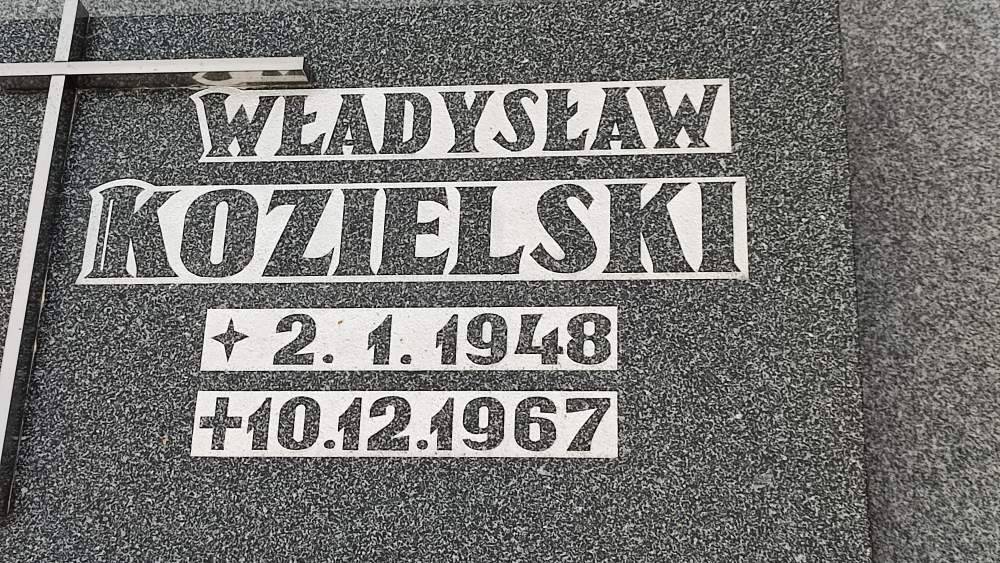 WŁADYSŁAW
KOZIELSKI
✦ 2. 1. 1948
✝10.12.1967